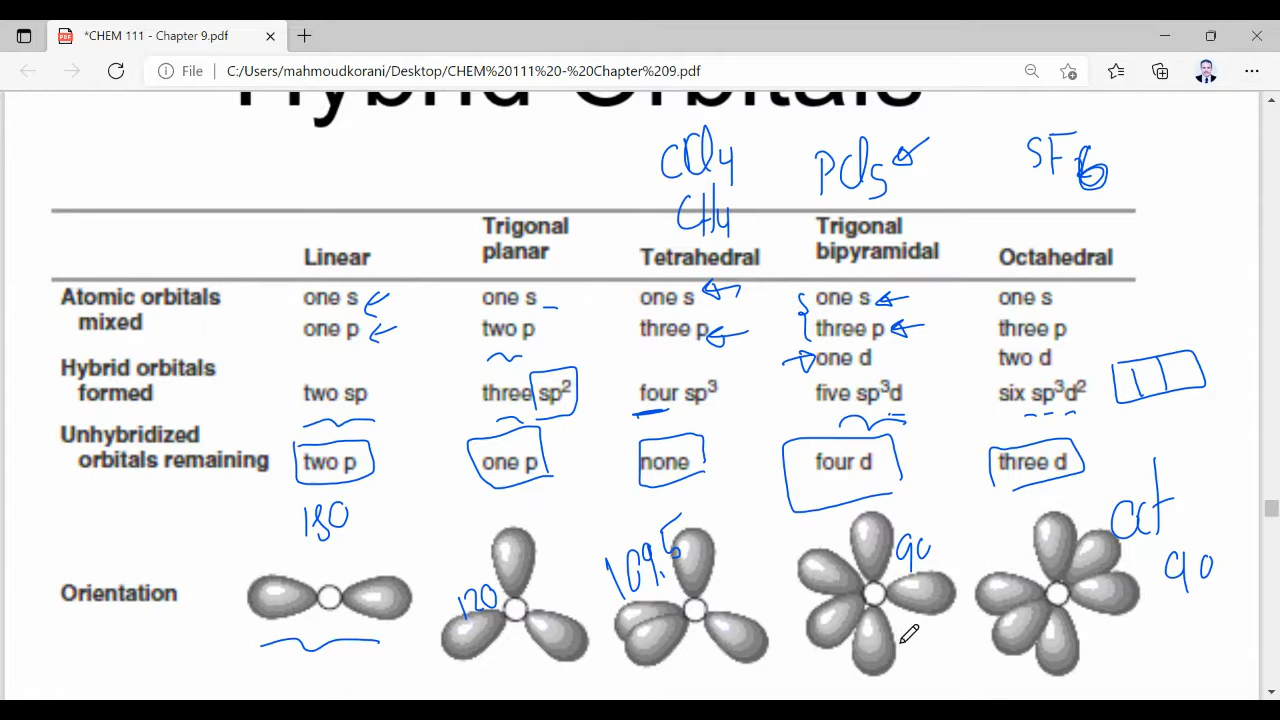 *CHEM 111 - Chapter 9.pdf
File C:/Users/mahmoudkorani/Desktop/CHEM%20111%20-%20Chapter%209.pdf
Hybrid Orbitals
CCl4 PCl5 SF6
CH4
Linear Trigonal planar Tetrahedral Trigonal bipyramidal Octahedral
Atomic orbitals mixed one s one s one s one s one s
one p two p three p three p three p
one d two d
Hybrid orbitals formed two sp three sp² four sp³ five sp³d six sp³d²
Unhybridized orbitals remaining two p one p none four d three d
180 oct
120 109.5 90 90
Orientation